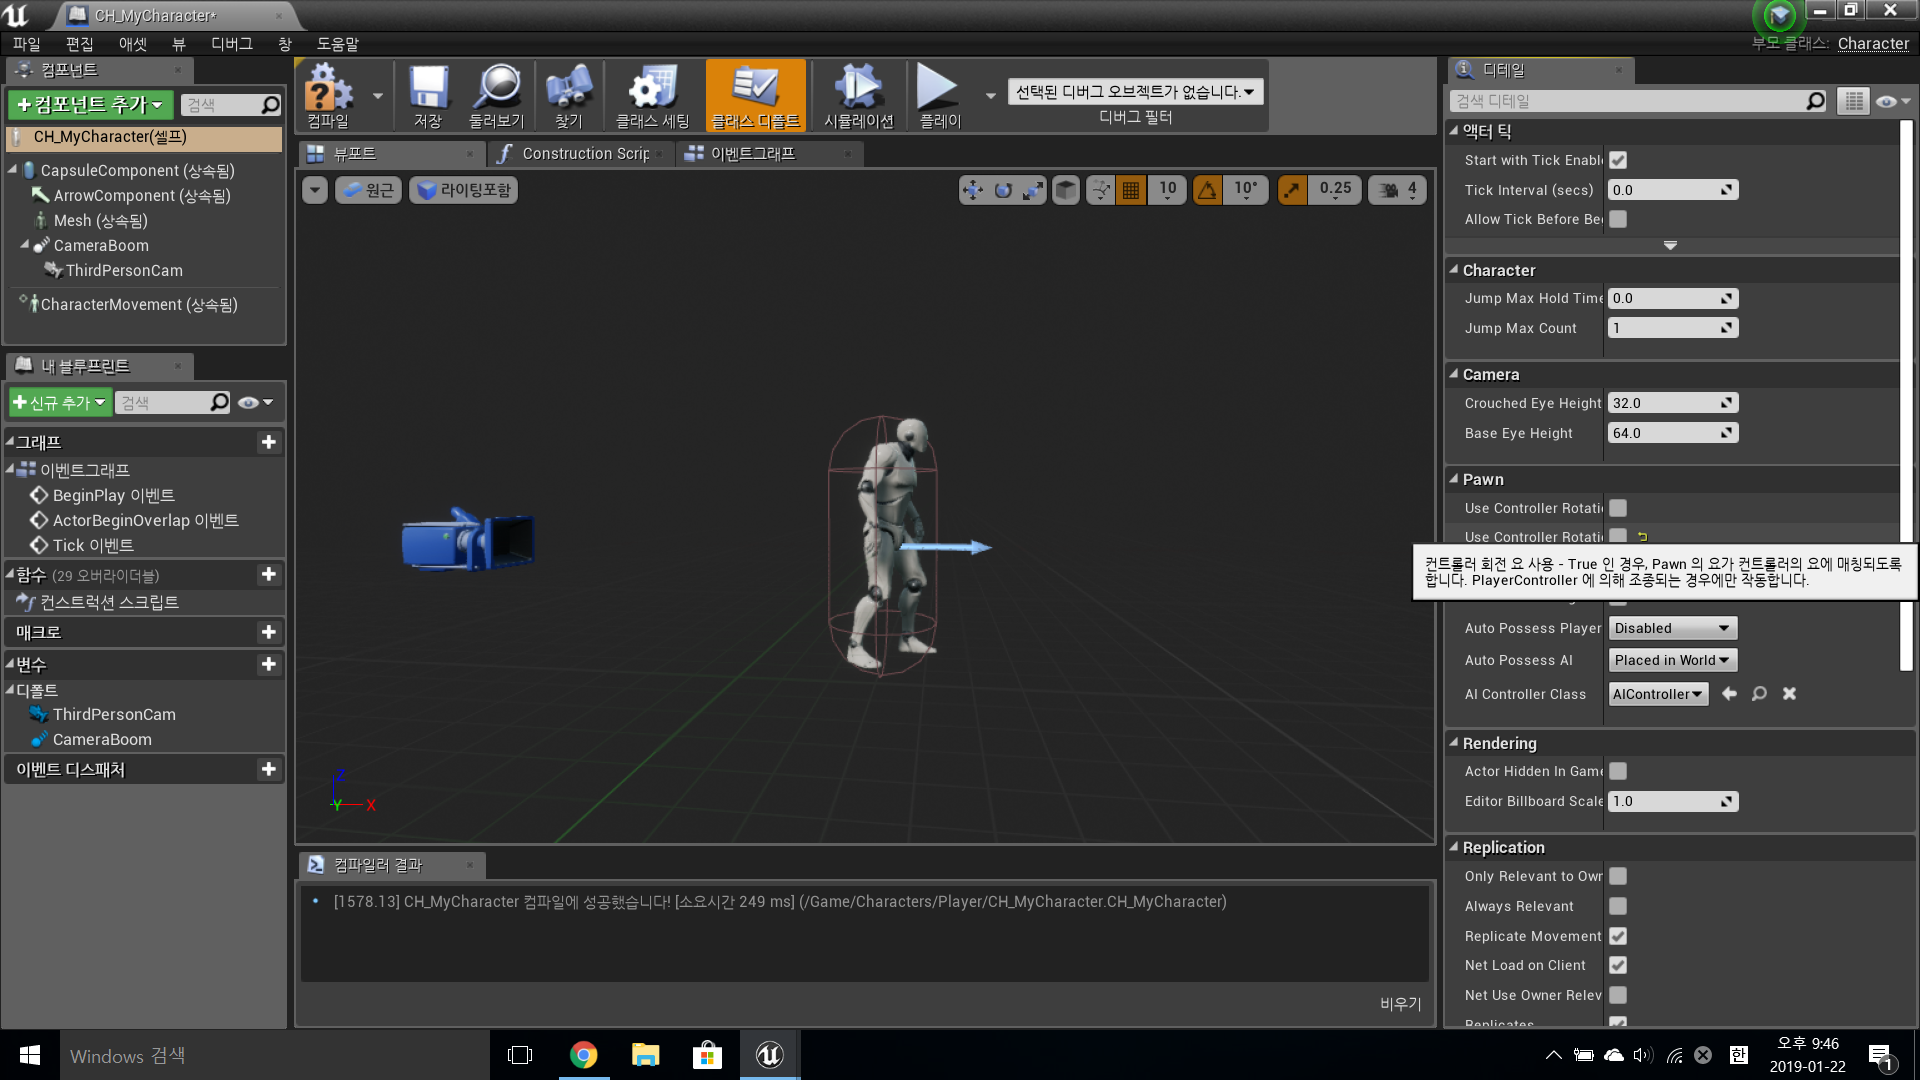 CH_MyCharacter*
파일 편집 애셋 뷰 디버그 창 도움말
부모 클래스: Character
컴포넌트
+컴포넌트 추가
검색
CH_MyCharacter(셀프)
CapsuleComponent (상속됨)
ArrowComponent (상속됨)
Mesh (상속됨)
CameraBoom
ThirdPersonCam
CharacterMovement (상속됨)
내 블루프린트
+신규 추가
검색
그래프
이벤트그래프
BeginPlay 이벤트
ActorBeginOverlap 이벤트
Tick 이벤트
함수 (29 오버라이더블)
컨스트럭션 스크립트
매크로
변수
디폴트
ThirdPersonCam
CameraBoom
이벤트 디스패처
컴파일 저장 둘러보기 찾기 클래스 세팅 클래스 디폴트 시뮬레이션 플레이
선택된 디버그 오브젝트가 없습니다.
디버그 필터
뷰포트
Construction Scrip
이벤트그래프
원근 라이팅포함
10 10° 0.25 4
Z
Y X
컴파일러 결과
[1578.13] CH_MyCharacter 컴파일에 성공했습니다! [소요시간 249 ms] (/Game/Characters/Player/CH_MyCharacter.CH_MyCharacter)
비우기
디테일
검색 디테일
액터 틱
Start with Tick Enabl
Tick Interval (secs) 0.0
Allow Tick Before Be
Character
Jump Max Hold Time 0.0
Jump Max Count 1
Camera
Crouched Eye Height 32.0
Base Eye Height 64.0
Pawn
Use Controller Rotati
Use Controller Rotati
컨트롤러 회전 요 사용 - True 인 경우, Pawn 의 요가 컨트롤러의 요에 매칭되도록
합니다. PlayerController 에 의해 조종되는 경우에만 작동합니다.
Auto Possess Player Disabled
Auto Possess AI Placed in World
AI Controller Class AIController
Rendering
Actor Hidden In Game
Editor Billboard Scale 1.0
Replication
Only Relevant to Owr
Always Relevant
Replicate Movement
Net Load on Client
Net Use Owner Relev
Replicates
Windows 검색
한
오후 9:46
2019-01-22
1